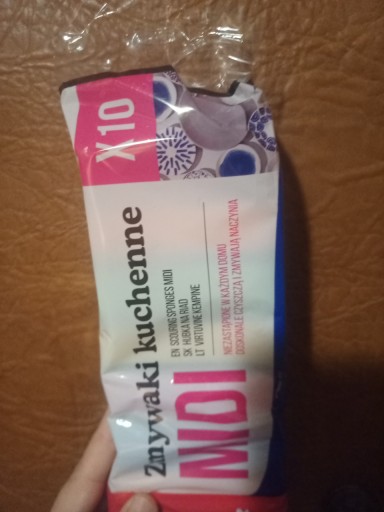 X10
Zmywaki kuchenne
EN SCOURING SPONGES MIDI
SK HUBKA NA RIAD
LT VIRTUVINĖ KEMPINĖ
MIDI
NIEZASTĄPIONE W KAŻDYM DOMU
DOSKONALE CZYSZCZĄ I ZMYWAJĄ NACZYNIA